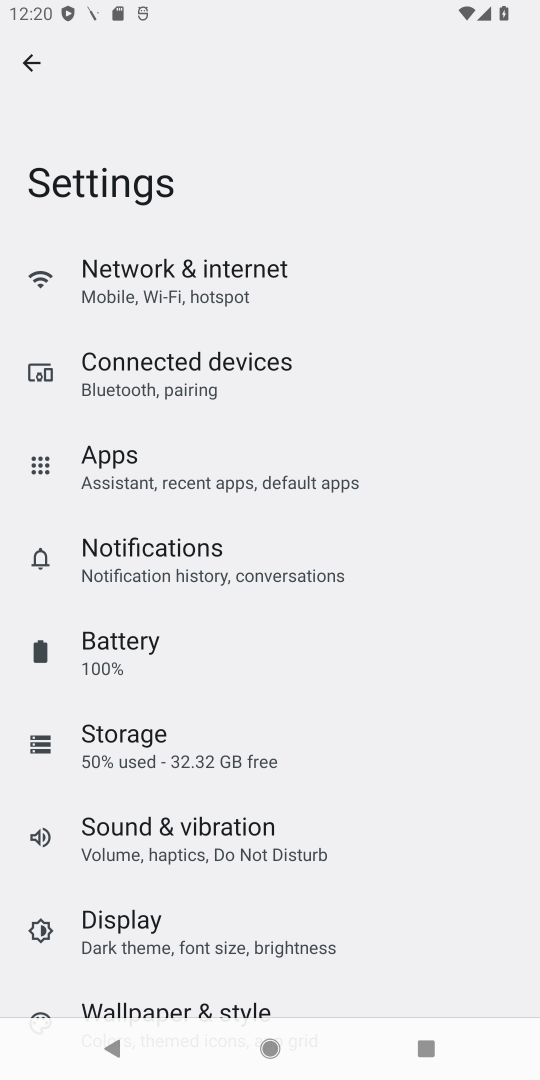 12:20
Settings
Network & internet
Mobile, Wi-Fi, hotspot
Connected devices
Bluetooth, pairing
Apps
Assistant, recent apps, default apps
Notifications
Notification history, conversations
Battery
100%
Storage
50% used - 32.32 GB free
Sound & vibration
Volume, haptics, Do Not Disturb
Display
Dark theme, font size, brightness
Wallpaper & style
Colors, themed icons, app grid